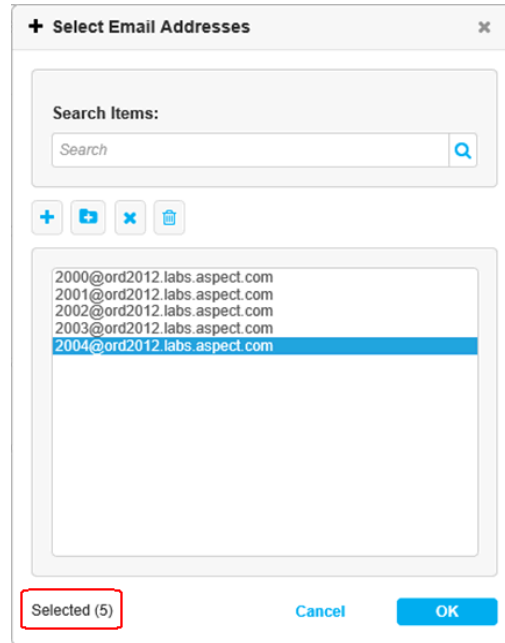 Select Email Addresses
Search Items:
Search
2000@ord2012.labs.aspect.com
2001@ord2012.labs.aspect.com
2002@ord2012.labs.aspect.com
2003@ord2012.labs.aspect.com
2004@ord2012.labs.aspect.com
Selected (5)
Cancel
OK